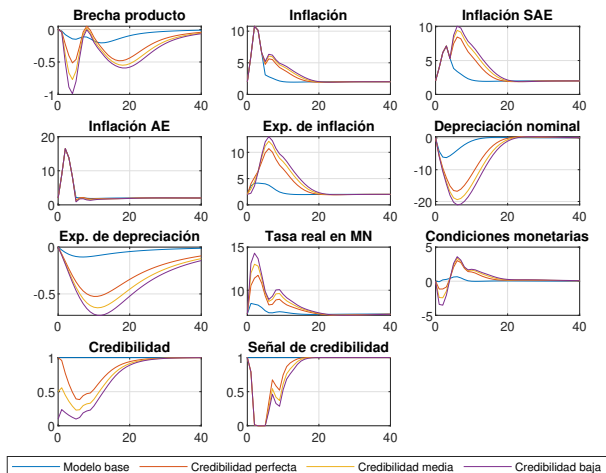 Brecha producto
0
-0.5
-1
0 20 40
Inflación
10
5
0
0 20 40
Inflación SAE
10
5
0
0 20 40
Inflación AE
20
10
0
0 20 40
Exp. de inflación
10
5
0
0 20 40
Depreciación nominal
0
-10
-20
0 20 40
Exp. de depreciación
0
-0.5
0 20 40
Tasa real en MN
15
10
0 20 40
Condiciones monetarias
5
0
-5
0 20 40
Credibilidad
1
0.5
0
0 20 40
Señal de credibilidad
1
0.5
0
0 20 40
Modelo base Credibilidad perfecta Credibilidad media Credibilidad baja